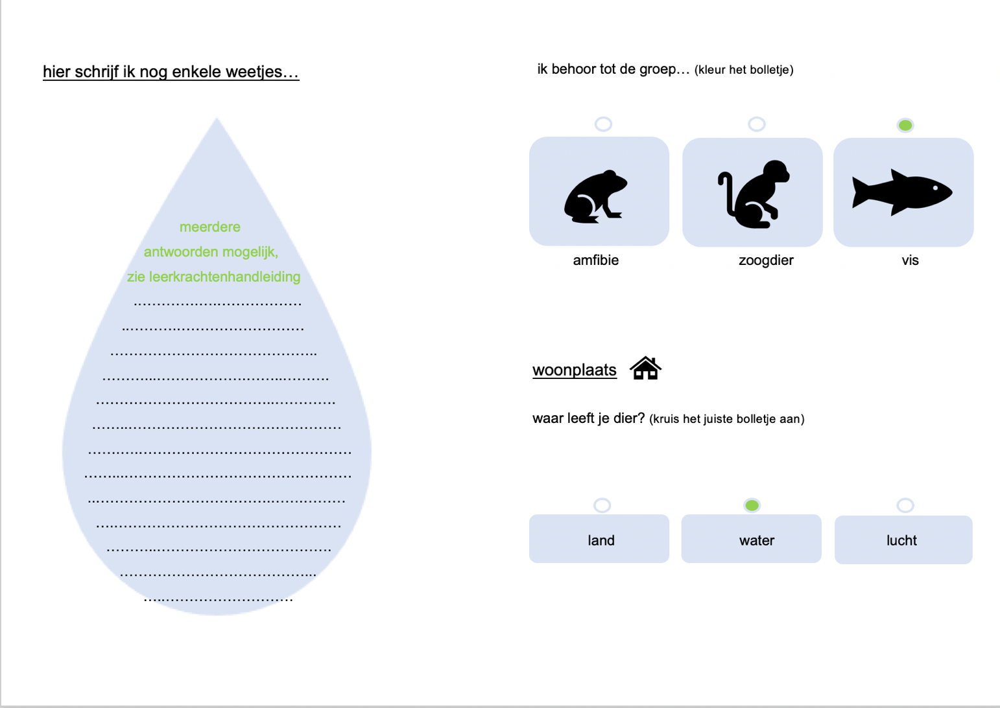 hier schrijf ik nog enkele weetjes…
meerdere
antwoorden mogelijk,
zie leerkrachtenhandleiding
ik behoor tot de groep… (kleur het bolletje)
amfibie zoogdier vis
woonplaats
waar leeft je dier? (kruis het juiste bolletje aan)
land water lucht